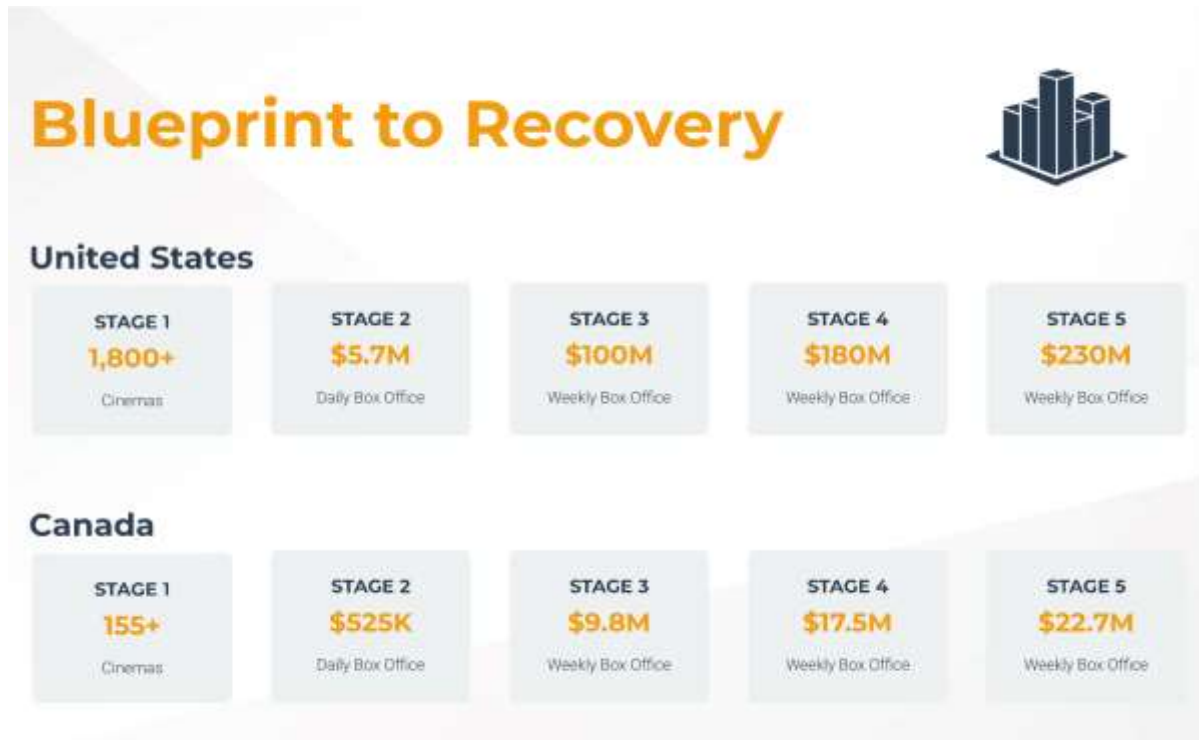 Blueprint to Recovery
United States
STAGE 1
1,800+
Cinemas
STAGE 2
$5.7M
Daily Box Office
STAGE 3
$100M
Weekly Box Office
STAGE 4
$180M
Weekly Box Office
STAGE 5
$230M
Weekly Box Office
Canada
STAGE 1
155+
Cinemas
STAGE 2
$525K
Daily Box Office
STAGE 3
$9.8M
Weekly Box Office
STAGE 4
$17.5M
Weekly Box Office
STAGE 5
$22.7M
Weekly Box Office